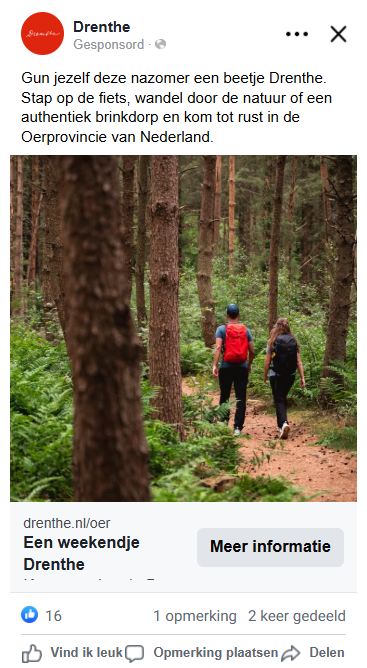 Drenthe
Drenthe
Gesponsord ·
Gun jezelf deze nazomer een beetje Drenthe.
Stap op de fiets, wandel door de natuur of een
authentiek brinkdorp en kom tot rust in de
Oerprovincie van Nederland.
drenthe.nl/oer
Een weekendje
Drenthe
Meer informatie
16
1 opmerking 2 keer gedeeld
Vind ik leuk Opmerking plaatsen Delen